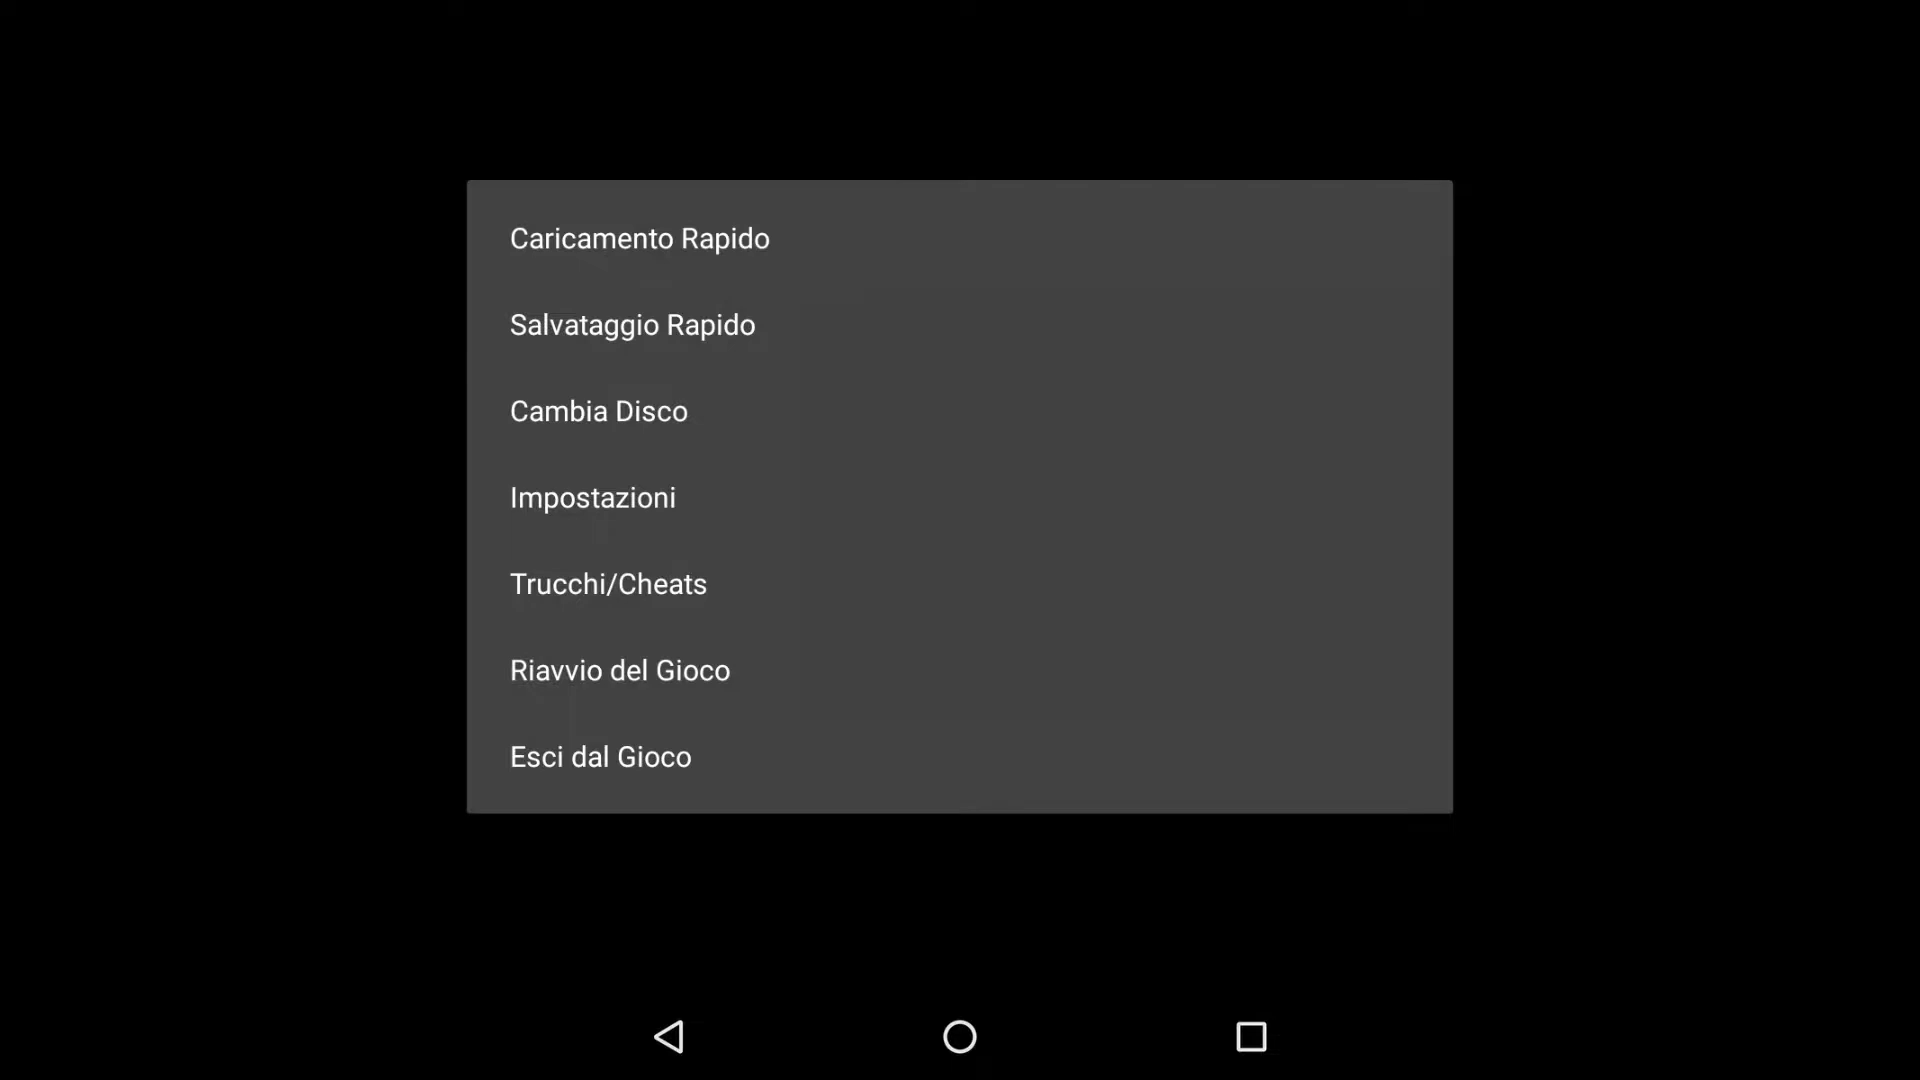 Caricamento Rapido
Salvataggio Rapido
Cambia Disco
Impostazioni
Trucchi/Cheats
Riavvio del Gioco
Esci dal Gioco